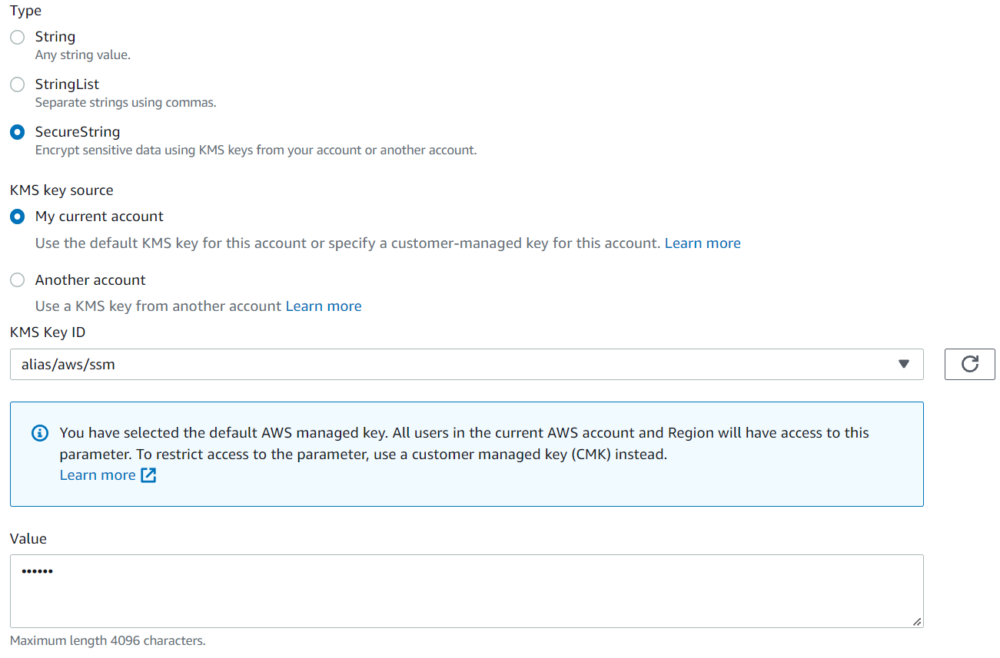 Type
String
Any string value.
StringList
Separate strings using commas.
SecureString
Encrypt sensitive data using KMS keys from your account or another account.
KMS key source
My current account
Use the default KMS key for this account or specify a customer-managed key for this account. Learn more
Another account
Use a KMS key from another account Learn more
KMS Key ID
alias/aws/ssm
You have selected the default AWS managed key. All users in the current AWS account and Region will have access to this
parameter. To restrict access to the parameter, use a customer managed key (CMK) instead.
Learn more
Value
••••••
Maximum length 4096 characters.